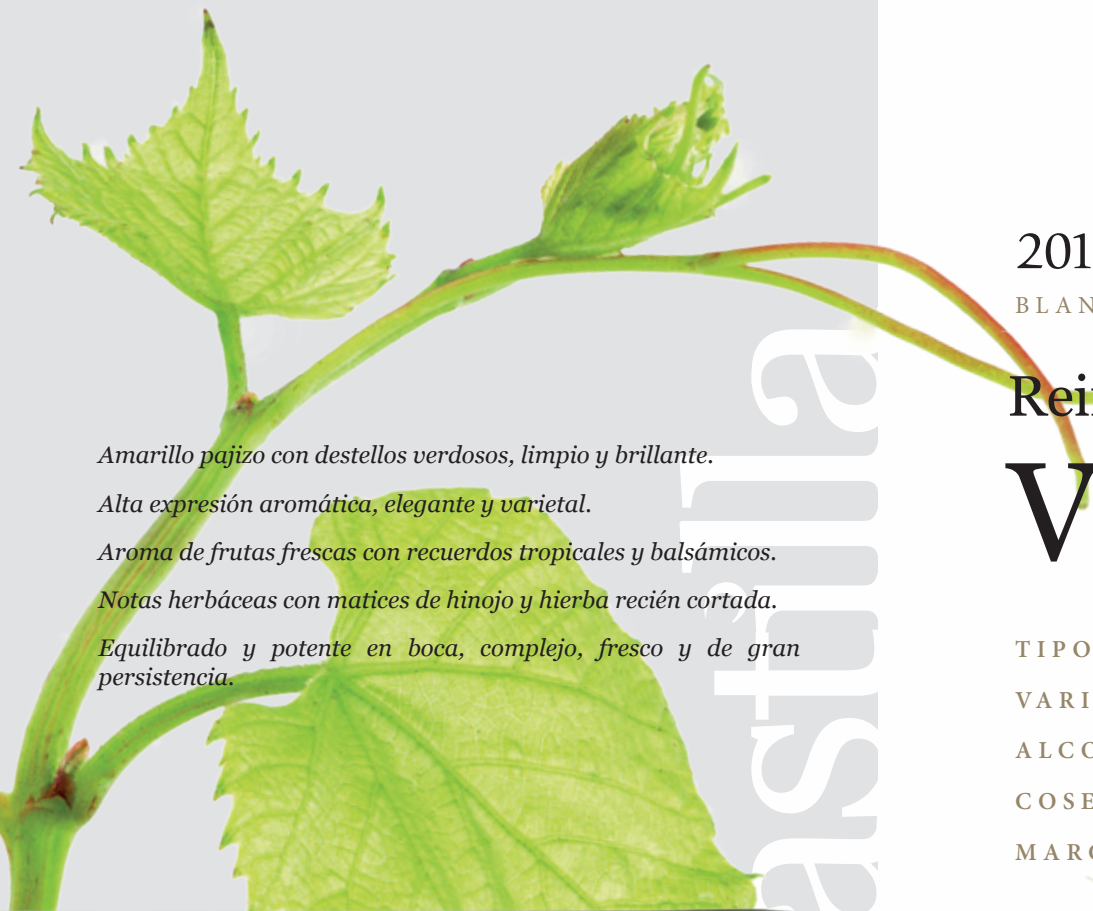 Amarillo pajizo con destellos verdosos, limpio y brillante.
Alta expresión aromática, elegante y varietal.
Aroma de frutas frescas con recuerdos tropicales y balsámicos.
Notas herbáceas con matices de hinojo y hierba recién cortada.
Equilibrado y potente en boca, complejo, fresco y de gran
persistencia.
astilla
201
BLAN
Rei
V
TIPO
VARI
ALCO
COSE
MARC